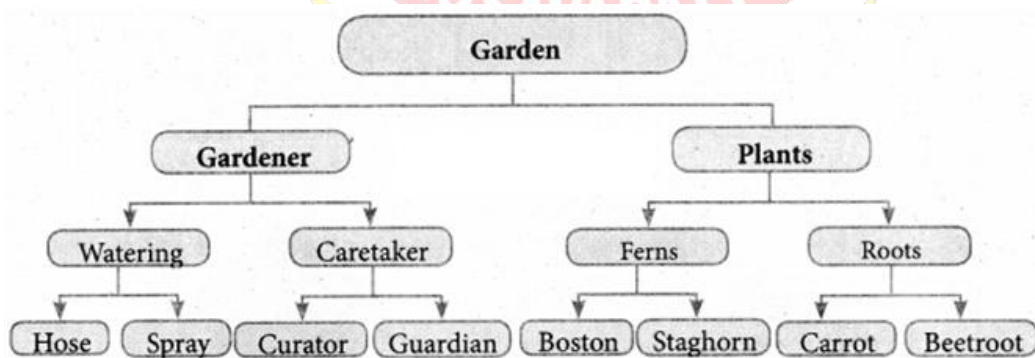 Garden
Gardener Plants
Watering Caretaker Ferns Roots
Hose Spray Curator Guardian Boston Staghorn Carrot Beetroot